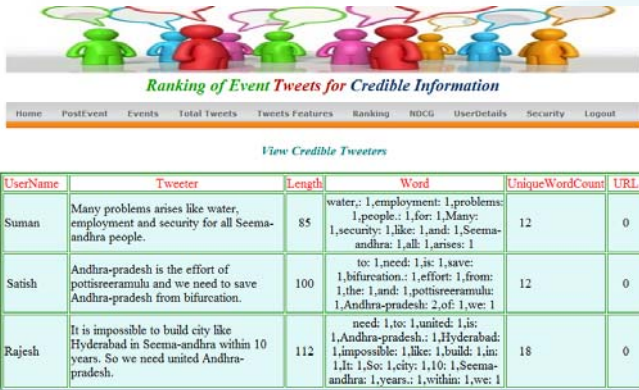 Ranking of Event Tweets for Credible Information
Home PostEvent Events Total Tweets Tweets Features Ranking NDCG UserDetails Security Logout
View Credible Tweeters
UserName Tweeter Length Word UniqueWordCount URL
Suman
Many problems arises like water,
employment and security for all Seema-
andhra people.
85
water,: 1,employment: 1,problems:
1,people.: 1,for: 1,Many:
1,security: 1,like: 1,and: 1,Seema-
andhra: 1,all: 1,arises: 1
12
0
Satish
Andhra-pradesh is the effort of
pottisreeramulu and we need to save
Andhra-pradesh from bifurcation.
100
to: 1,need: 1,is: 1,save:
1,bifurcation.: 1,effort: 1,from:
1,the: 1,and: 1,pottisreeramulu:
1,Andhra-pradesh: 2,of: 1,we: 1
12
0
Rajesh
It is impossible to build city like
Hyderabad in Seema-andhra within 10
years. So we need united Andhra-
pradesh.
112
need: 1,to: 1,united: 1,is:
1,Andhra-pradesh.: 1,Hyderabad:
1,impossible: 1,like: 1,build: 1,in:
1,It: 1,So: 1,city: 1,10: 1,Seema-
andhra: 1,years.: 1,within: 1,we: 1
18
0